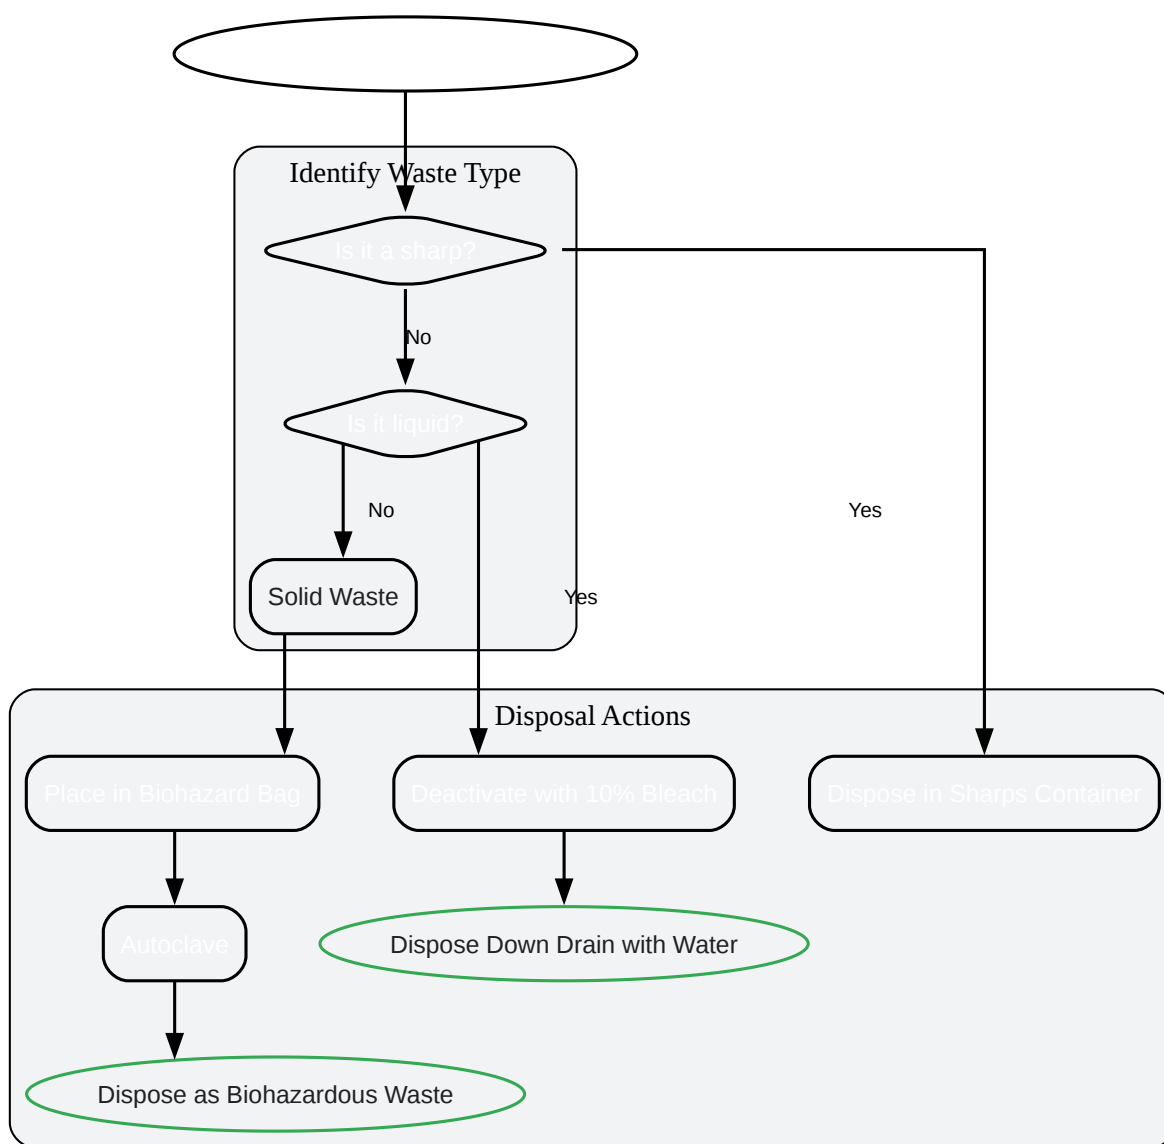 Identify Waste Type
Is it a sharp?
No
Is it liquid?
No
Yes
Solid Waste
Yes
Disposal Actions
Place in Biohazard Bag
Deactivate with 10% Bleach
Dispose in Sharps Container
Autoclave
Dispose Down Drain with Water
Dispose as Biohazardous Waste